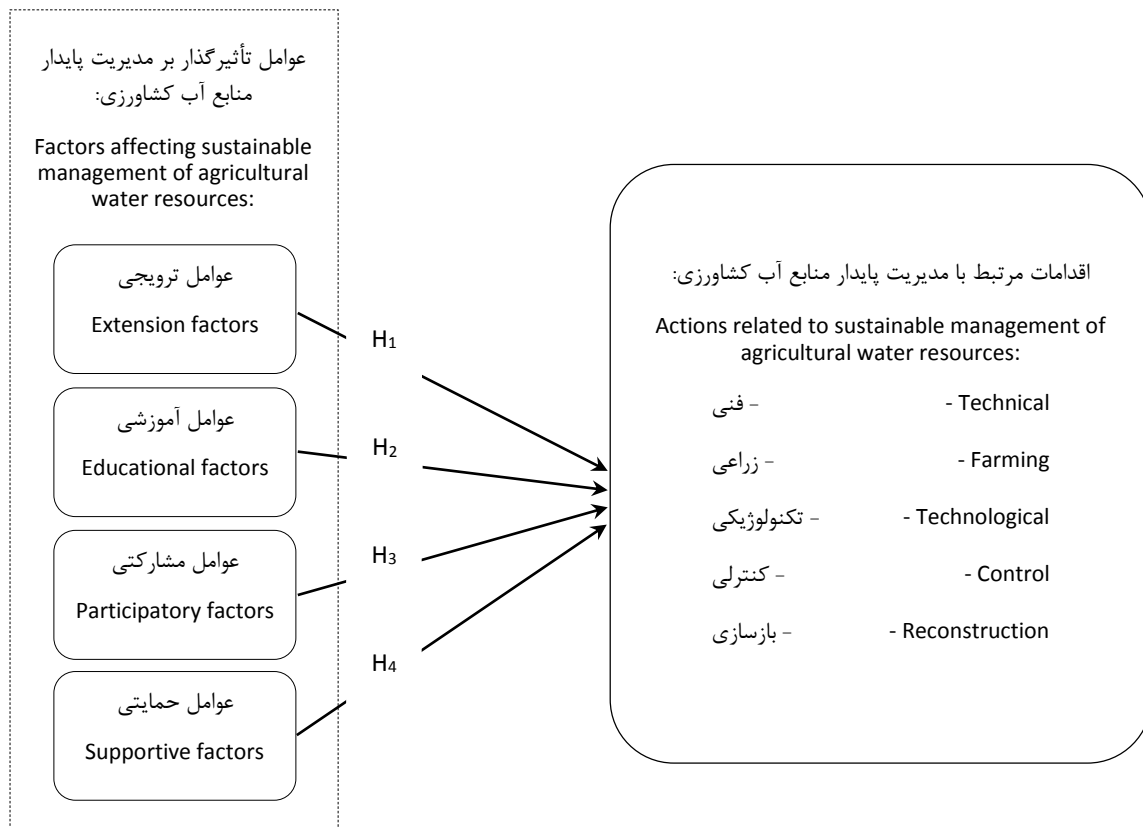 عوامل تأثیرگذار بر مدیریت پایدار
منابع آب کشاورزی:
Factors affecting sustainable
management of agricultural
water resources:
عوامل ترویجی
Extension factors
عوامل آموزشی
Educational factors
عوامل مشارکتی
Participatory factors
عوامل حمایتی
Supportive factors
H1
H2
H3
H4
اقدامات مرتبط با مدیریت پایدار منابع آب کشاورزی:
Actions related to sustainable management of
agricultural water resources:
- فنی - Technical
- زراعی - Farming
- تکنولوژیکی - Technological
- کنترلی - Control
- بازسازی - Reconstruction